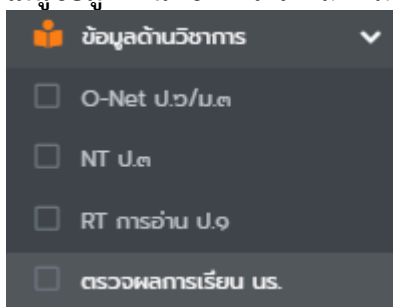 ข้อมูลด้านวิชาการ
O-Net ป.๖/ม.๓
NT ป.๓
RT การอ่าน ป.๑
ตรวจผลการเรียน นร.